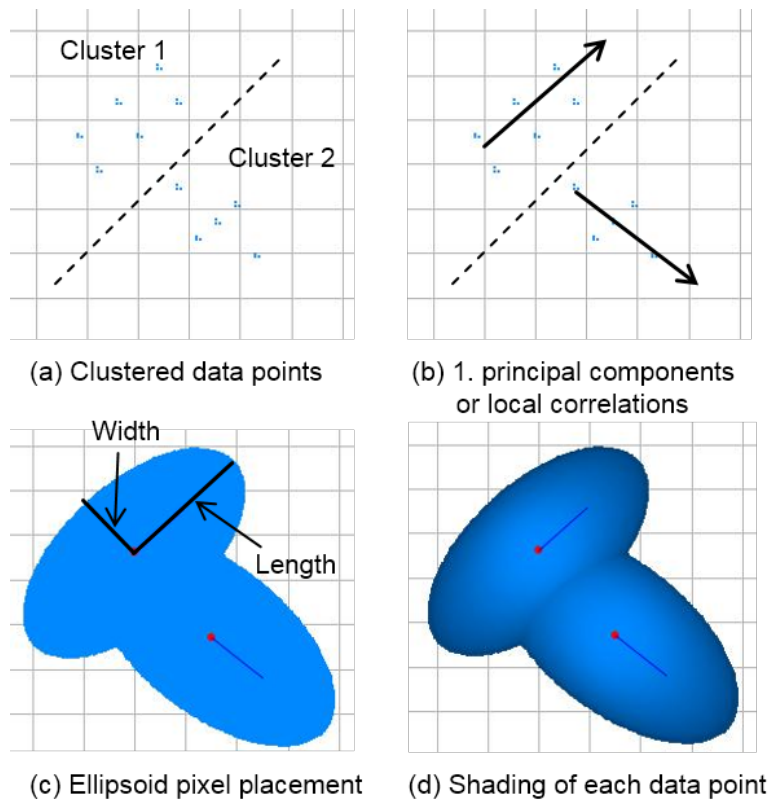 Cluster 1
Cluster 2
(a) Clustered data points
(b) 1. principal components
or local correlations
Width
Length
(c) Ellipsoid pixel placement
(d) Shading of each data point